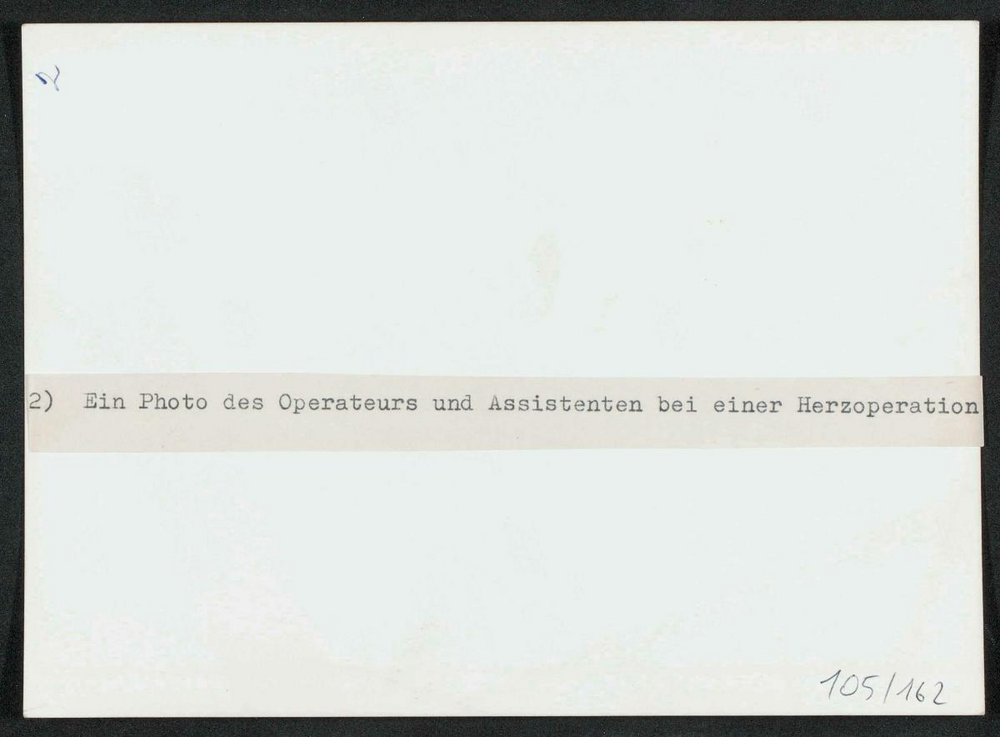 2) Ein Photo des Operateurs und Assistenten bei einer Herzoperation
105/162